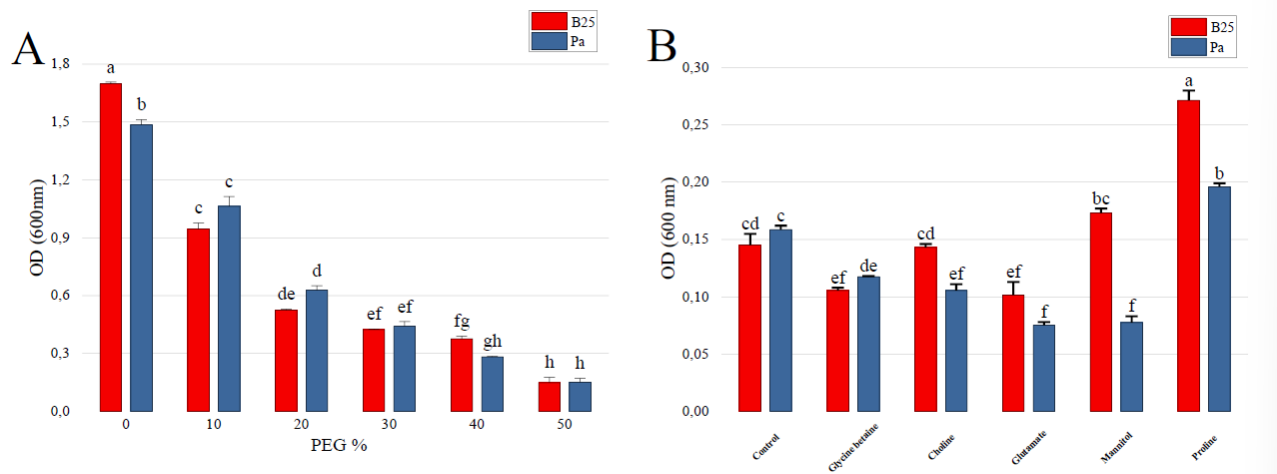 A
B25
Pa
1,8
1,5
1,2
0,9
0,6
0,3
0,0
OD (600nm)
a
b
c
c
de
d
ef
ef
fg
gh
h
h
0
10
20
30
40
50
PEG %
B
B25
Pa
0,30
0,25
0,20
0,15
0,10
0,05
0,00
OD (600 nm)
cd
c
ef
de
cd
ef
ef
f
bc
f
a
b
Control
Glycine betaine
Choline
Glutamate
Mannitol
Proline